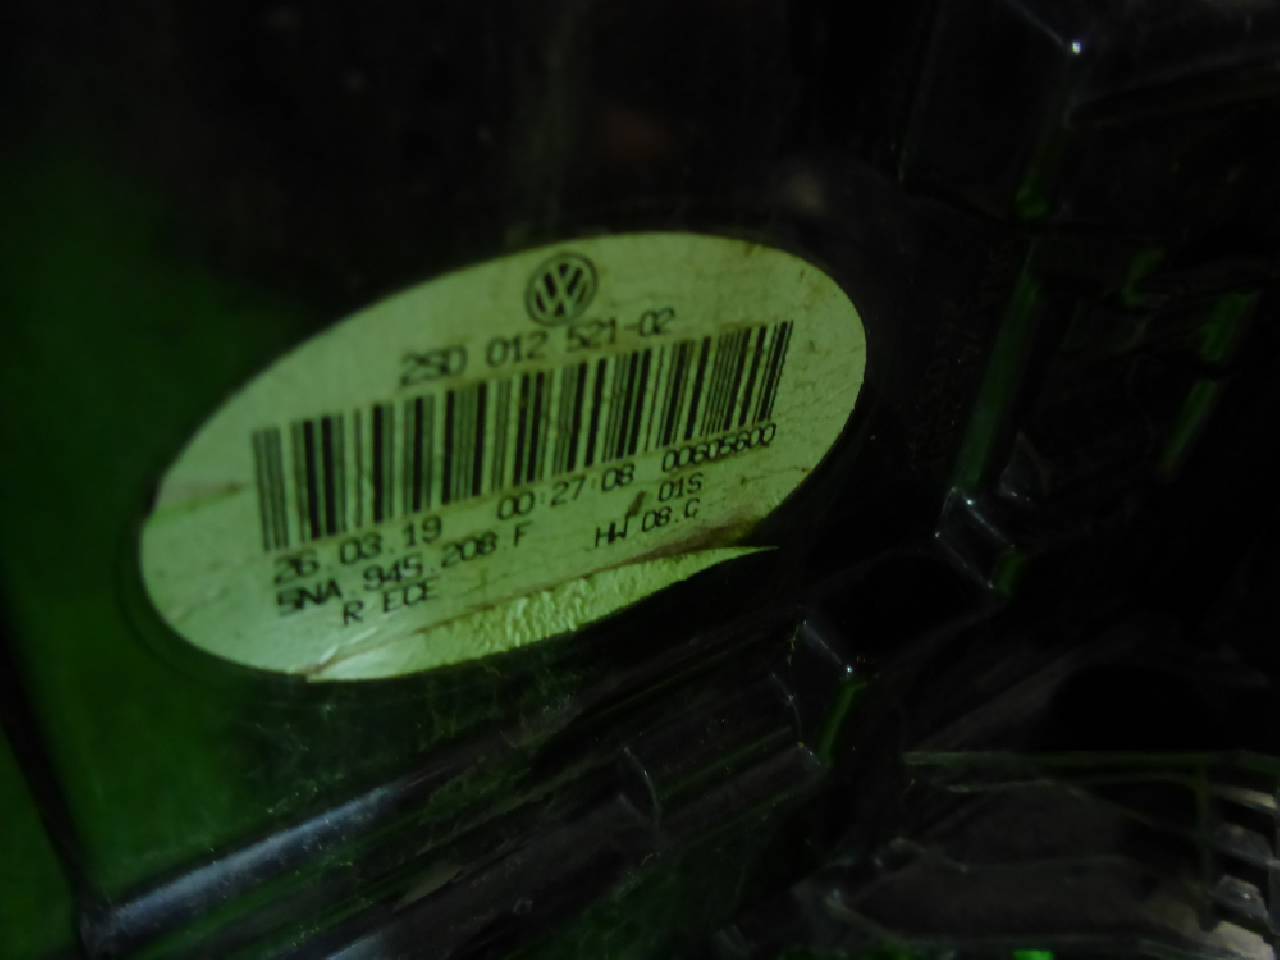 2SD 012 521-02
26.03.19 00:27:08 00605600
5NA.945.208.F 01S
R ECE HW 08.G